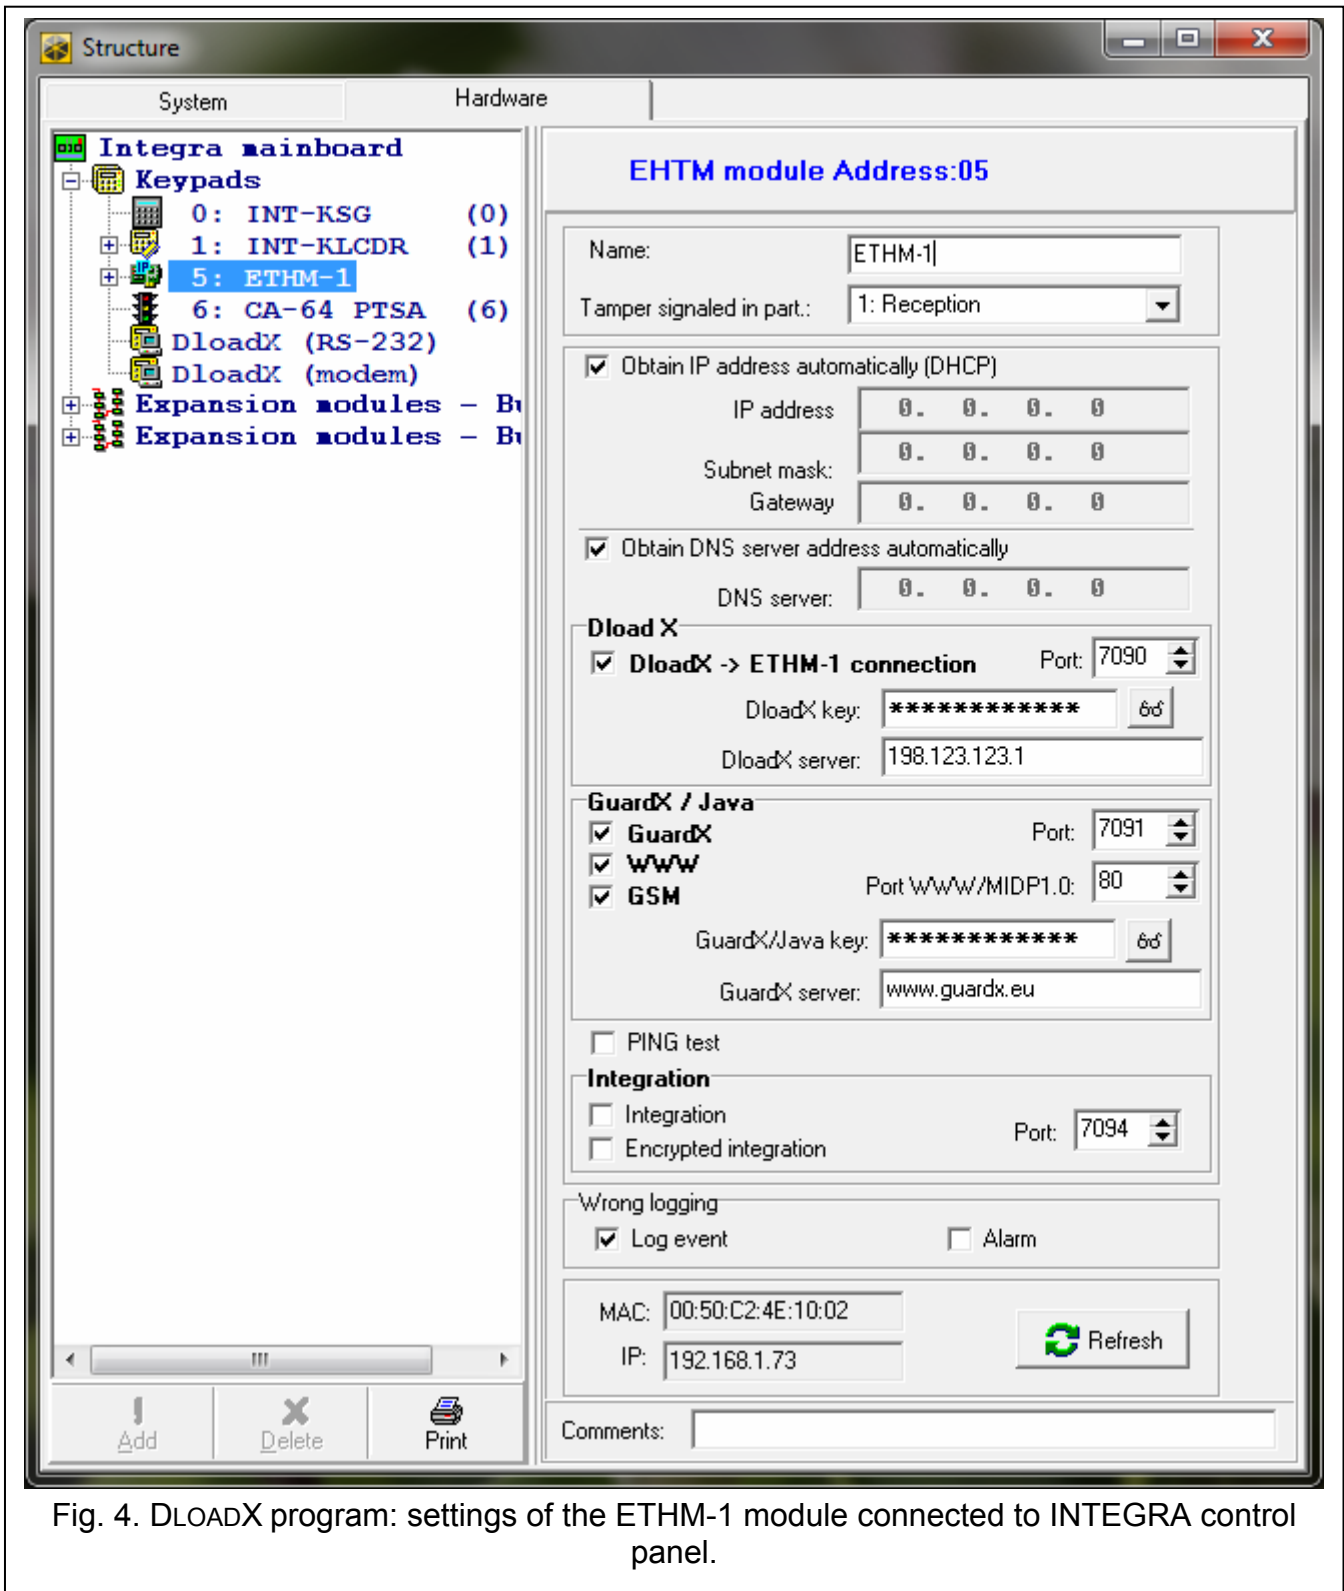 Structure
System Hardware
Integra mainboard
Keypads
0: INT-KSG (0)
1: INT-KLCDR (1)
5: ETHM-1
6: CA-64 PTSA (6)
DloadX (RS-232)
DloadX (modem)
Expansion modules - Bu
Expansion modules - Bu
Add Delete Print
EHTM module Address:05
Name: ETHM-1
Tamper signaled in part.: 1: Reception
Obtain IP address automatically (DHCP)
IP address 0. 0. 0. 0
Subnet mask: 0. 0. 0. 0
Gateway 0. 0. 0. 0
Obtain DNS server address automatically
DNS server: 0. 0. 0. 0
Dload X
DloadX -> ETHM-1 connection Port: 7090
DloadX key: ************
DloadX server: 198.123.123.1
GuardX / Java
GuardX Port: 7091
WWW
Port WWW/MIDP1.0: 80
GSM
GuardX/Java key: ************
GuardX server: www.guardx.eu
PING test
Integration
Integration
Port: 7094
Encrypted integration
Wrong logging
Log event Alarm
MAC: 00:50:C2:4E:10:02
IP: 192.168.1.73
Refresh
Comments:
Fig. 4. DLOADX program: settings of the ETHM-1 module connected to INTEGRA control
panel.